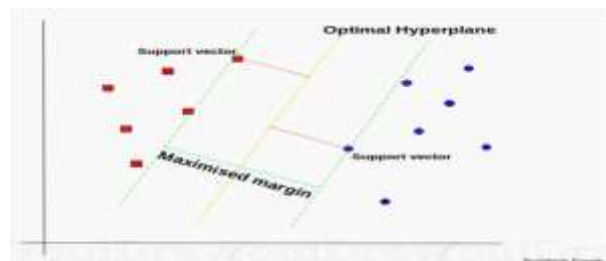 Optimal Hyperplane
Support vector
Support vector
Maximised margin